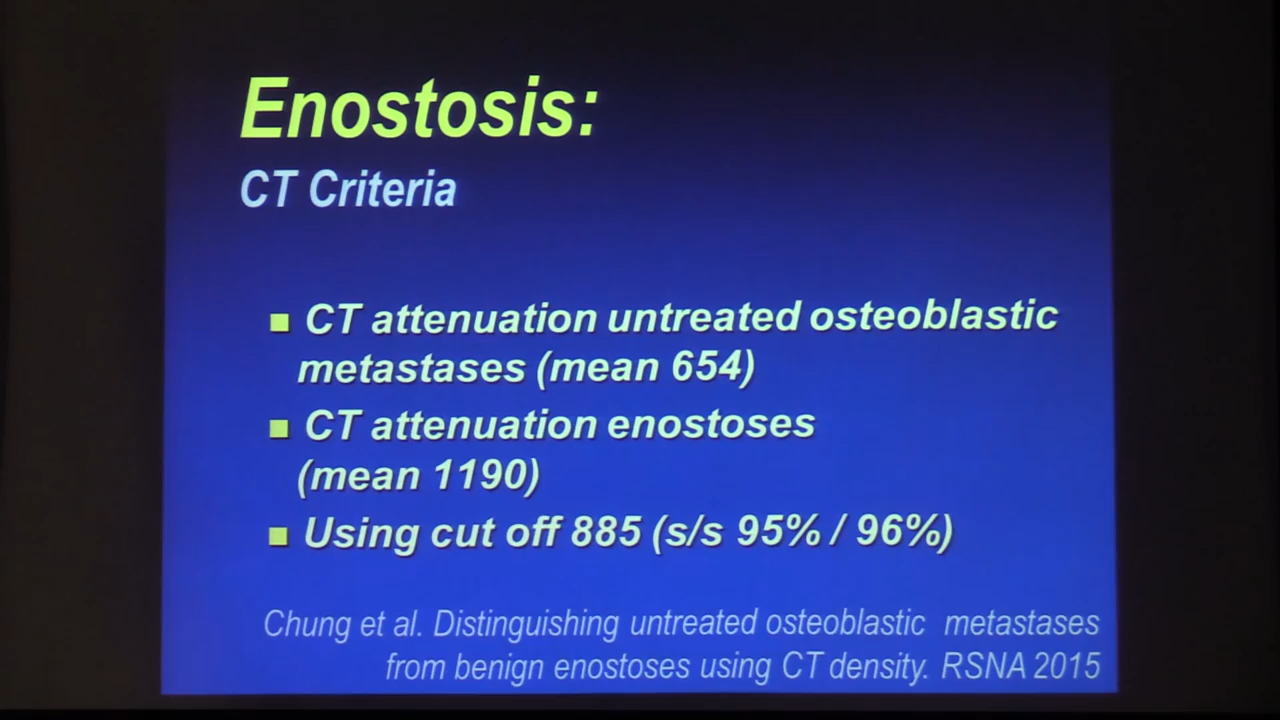 Enostosis:
CT Criteria
■ CT attenuation untreated osteoblastic
metastases (mean 654)
■ CT attenuation enostoses
(mean 1190)
■ Using cut off 885 (s/s 95% / 96%)
Chung et al. Distinguishing untreated osteoblastic metastases
from benign enostoses using CT density. RSNA 2015